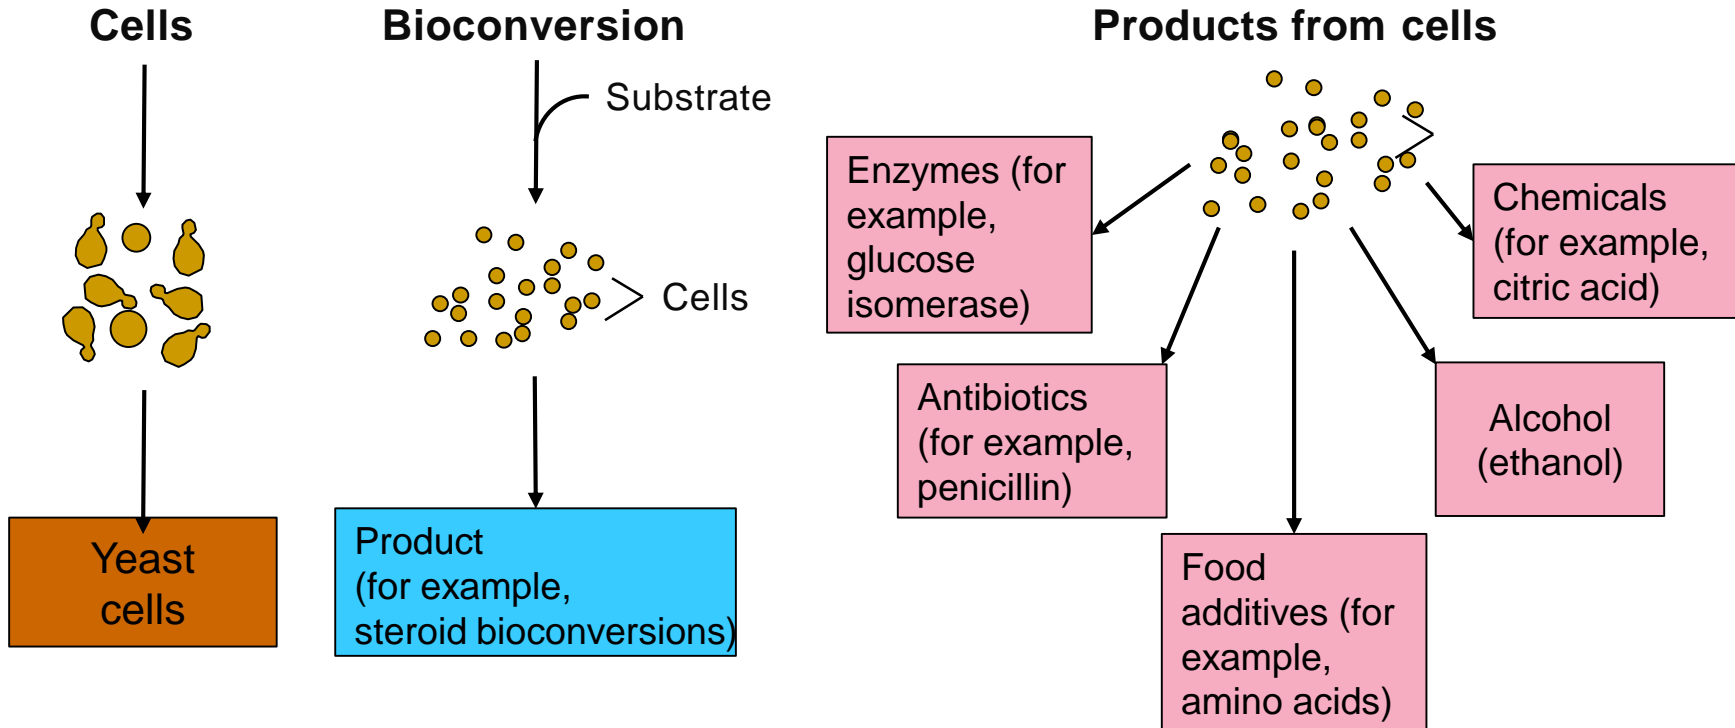 Cells
Yeast
cells
Bioconversion
Substrate
Cells
Product
(for example,
steroid bioconversions)
Products from cells
Enzymes (for
example,
glucose
isomerase)
Antibiotics
(for example,
penicillin)
Food
additives (for
example,
amino acids)
Alcohol
(ethanol)
Chemicals
(for example,
citric acid)